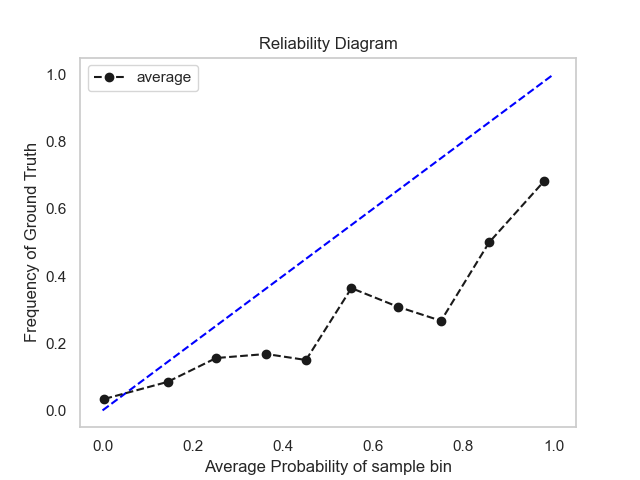 Reliability Diagram
average
1.0
0.8
0.6
0.4
0.2
0.0
Frequency of Ground Truth
0.0 0.2 0.4 0.6 0.8 1.0
Average Probability of sample bin